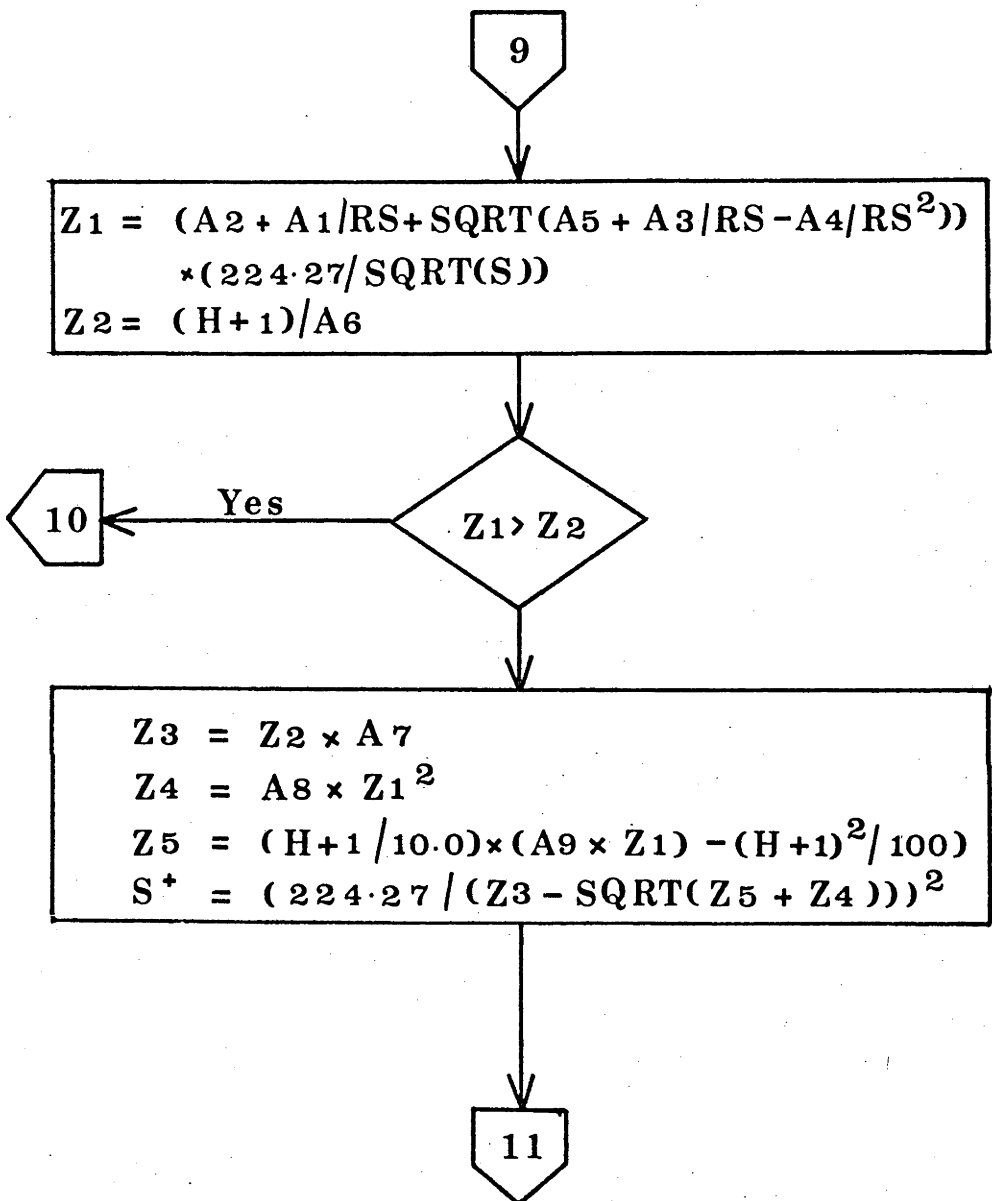 9
Z1 = (A2 + A1/RS+ SQRT(A5 + A3/RS-A4/RS²))
×(224·27/SQRT(S))
Z2 = (H+1)/A6
Yes
10
Z1> Z2
Z3 = Z2 × A7
Z4 = A8 × Z1²
Z5 = (H+1/10·0)×(A9 × Z1) -(H+1)²/100)
S⁺ = (224·27/(Z3 - SQRT(Z5 + Z4)))²
11